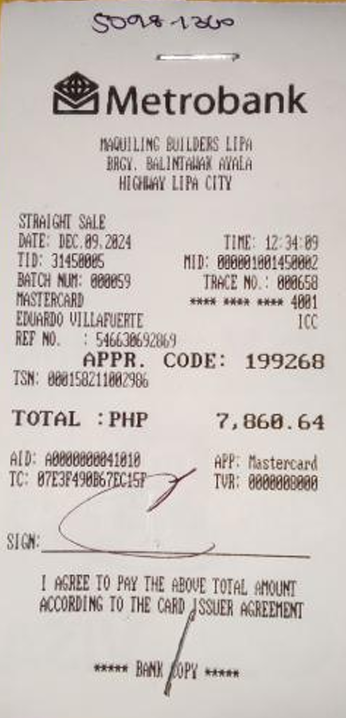 5098-1360
Metrobank
MAQUILING BUILDERS LIPA
BRGY. BALINTAWAK AYALA
HIGHWAY LIPA CITY
STRAIGHT SALE
DATE: DEC.09,2024 TIME: 12:34:09
TID: 31450005 MID: 000001001450002
BATCH NUM: 000059 TRACE NO.: 000658
MASTERCARD **** **** **** 4001
EDUARDO VILLAFUERTE ICC
REF NO. : 546630692869
APPR. CODE: 199268
TSN: 000158211002986
TOTAL :PHP 7,860.64
AID: A0000000041010 APP: Mastercard
TC: 07E3F490B67EC15F TVR: 0000008000
SIGN:
I AGREE TO PAY THE ABOVE TOTAL AMOUNT
ACCORDING TO THE CARD ISSUER AGREEMENT
***** BANK COPY *****